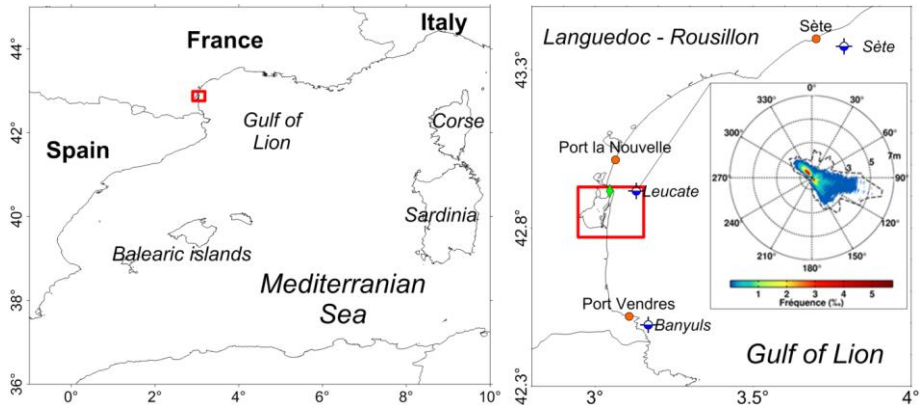 44°
42°
40°
38°
36°
-1°
0°
2°
4°
6°
8°
10°
France
Italy
Spain
Gulf of
Lion
Corse
Sardinia
Balearic islands
Mediterranean
Sea
43.3°
42.8°
42.3°
3°
3.5°
4°
Languedoc - Rousillon
Sète
Sète
Port la Nouvelle
Leucate
Port Vendres
Banyuls
Gulf of Lion
0°
30°
60°
90°
120°
150°
180°
210°
240°
270°
300°
330°
3
5
7m
1 2 3 4 5
Fréquence (‰)